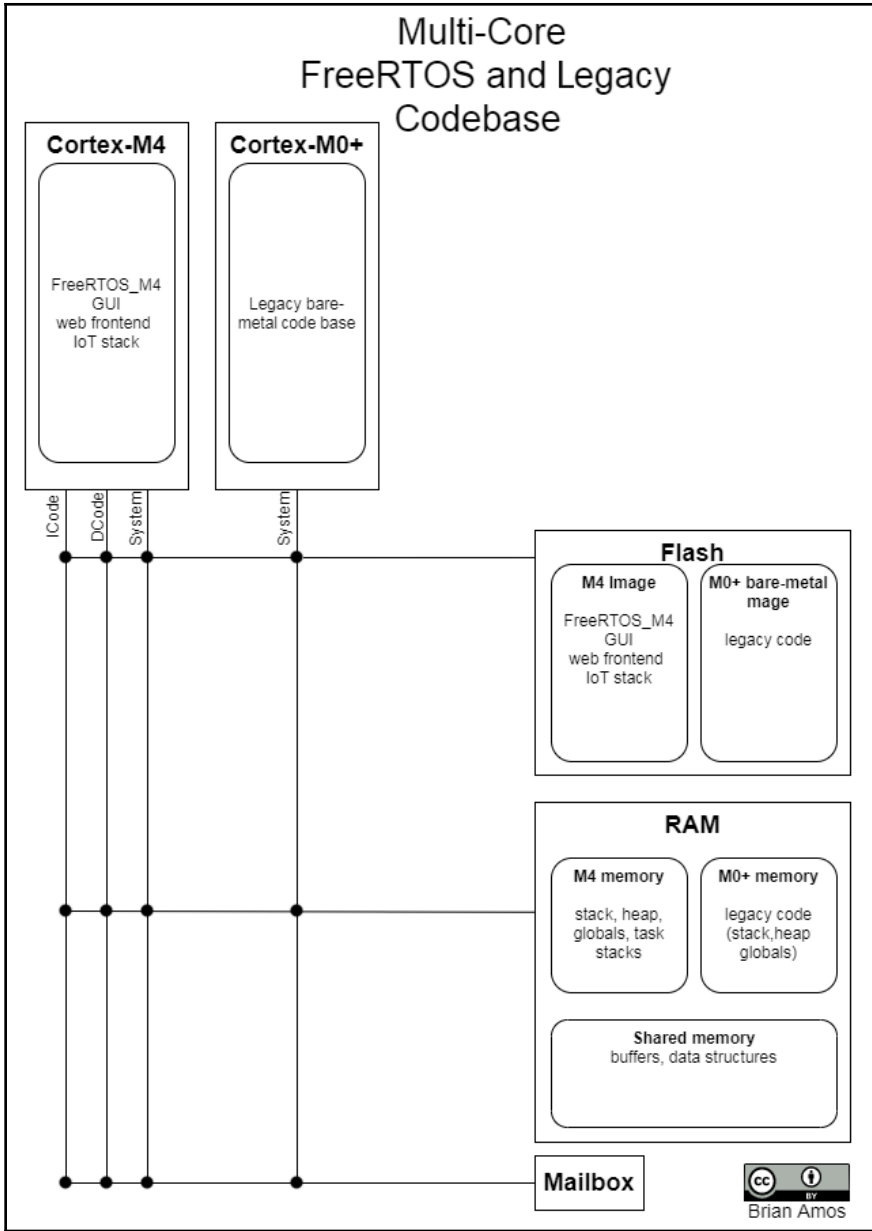 Multi-Core
FreeRTOS and Legacy
Codebase
Cortex-M4
FreeRTOS_M4
GUI
web frontend
IoT stack
Cortex-M0+
Legacy bare-
metal code base
ICode
DCode
System
System
Flash
M4 Image
FreeRTOS_M4
GUI
web frontend
IoT stack
M0+ bare-metal
mage
legacy code
RAM
M4 memory
stack, heap,
globals, task
stacks
M0+ memory
legacy code
(stack,heap
globals)
Shared memory
buffers, data structures
Mailbox
cc
BY
Brian Amos